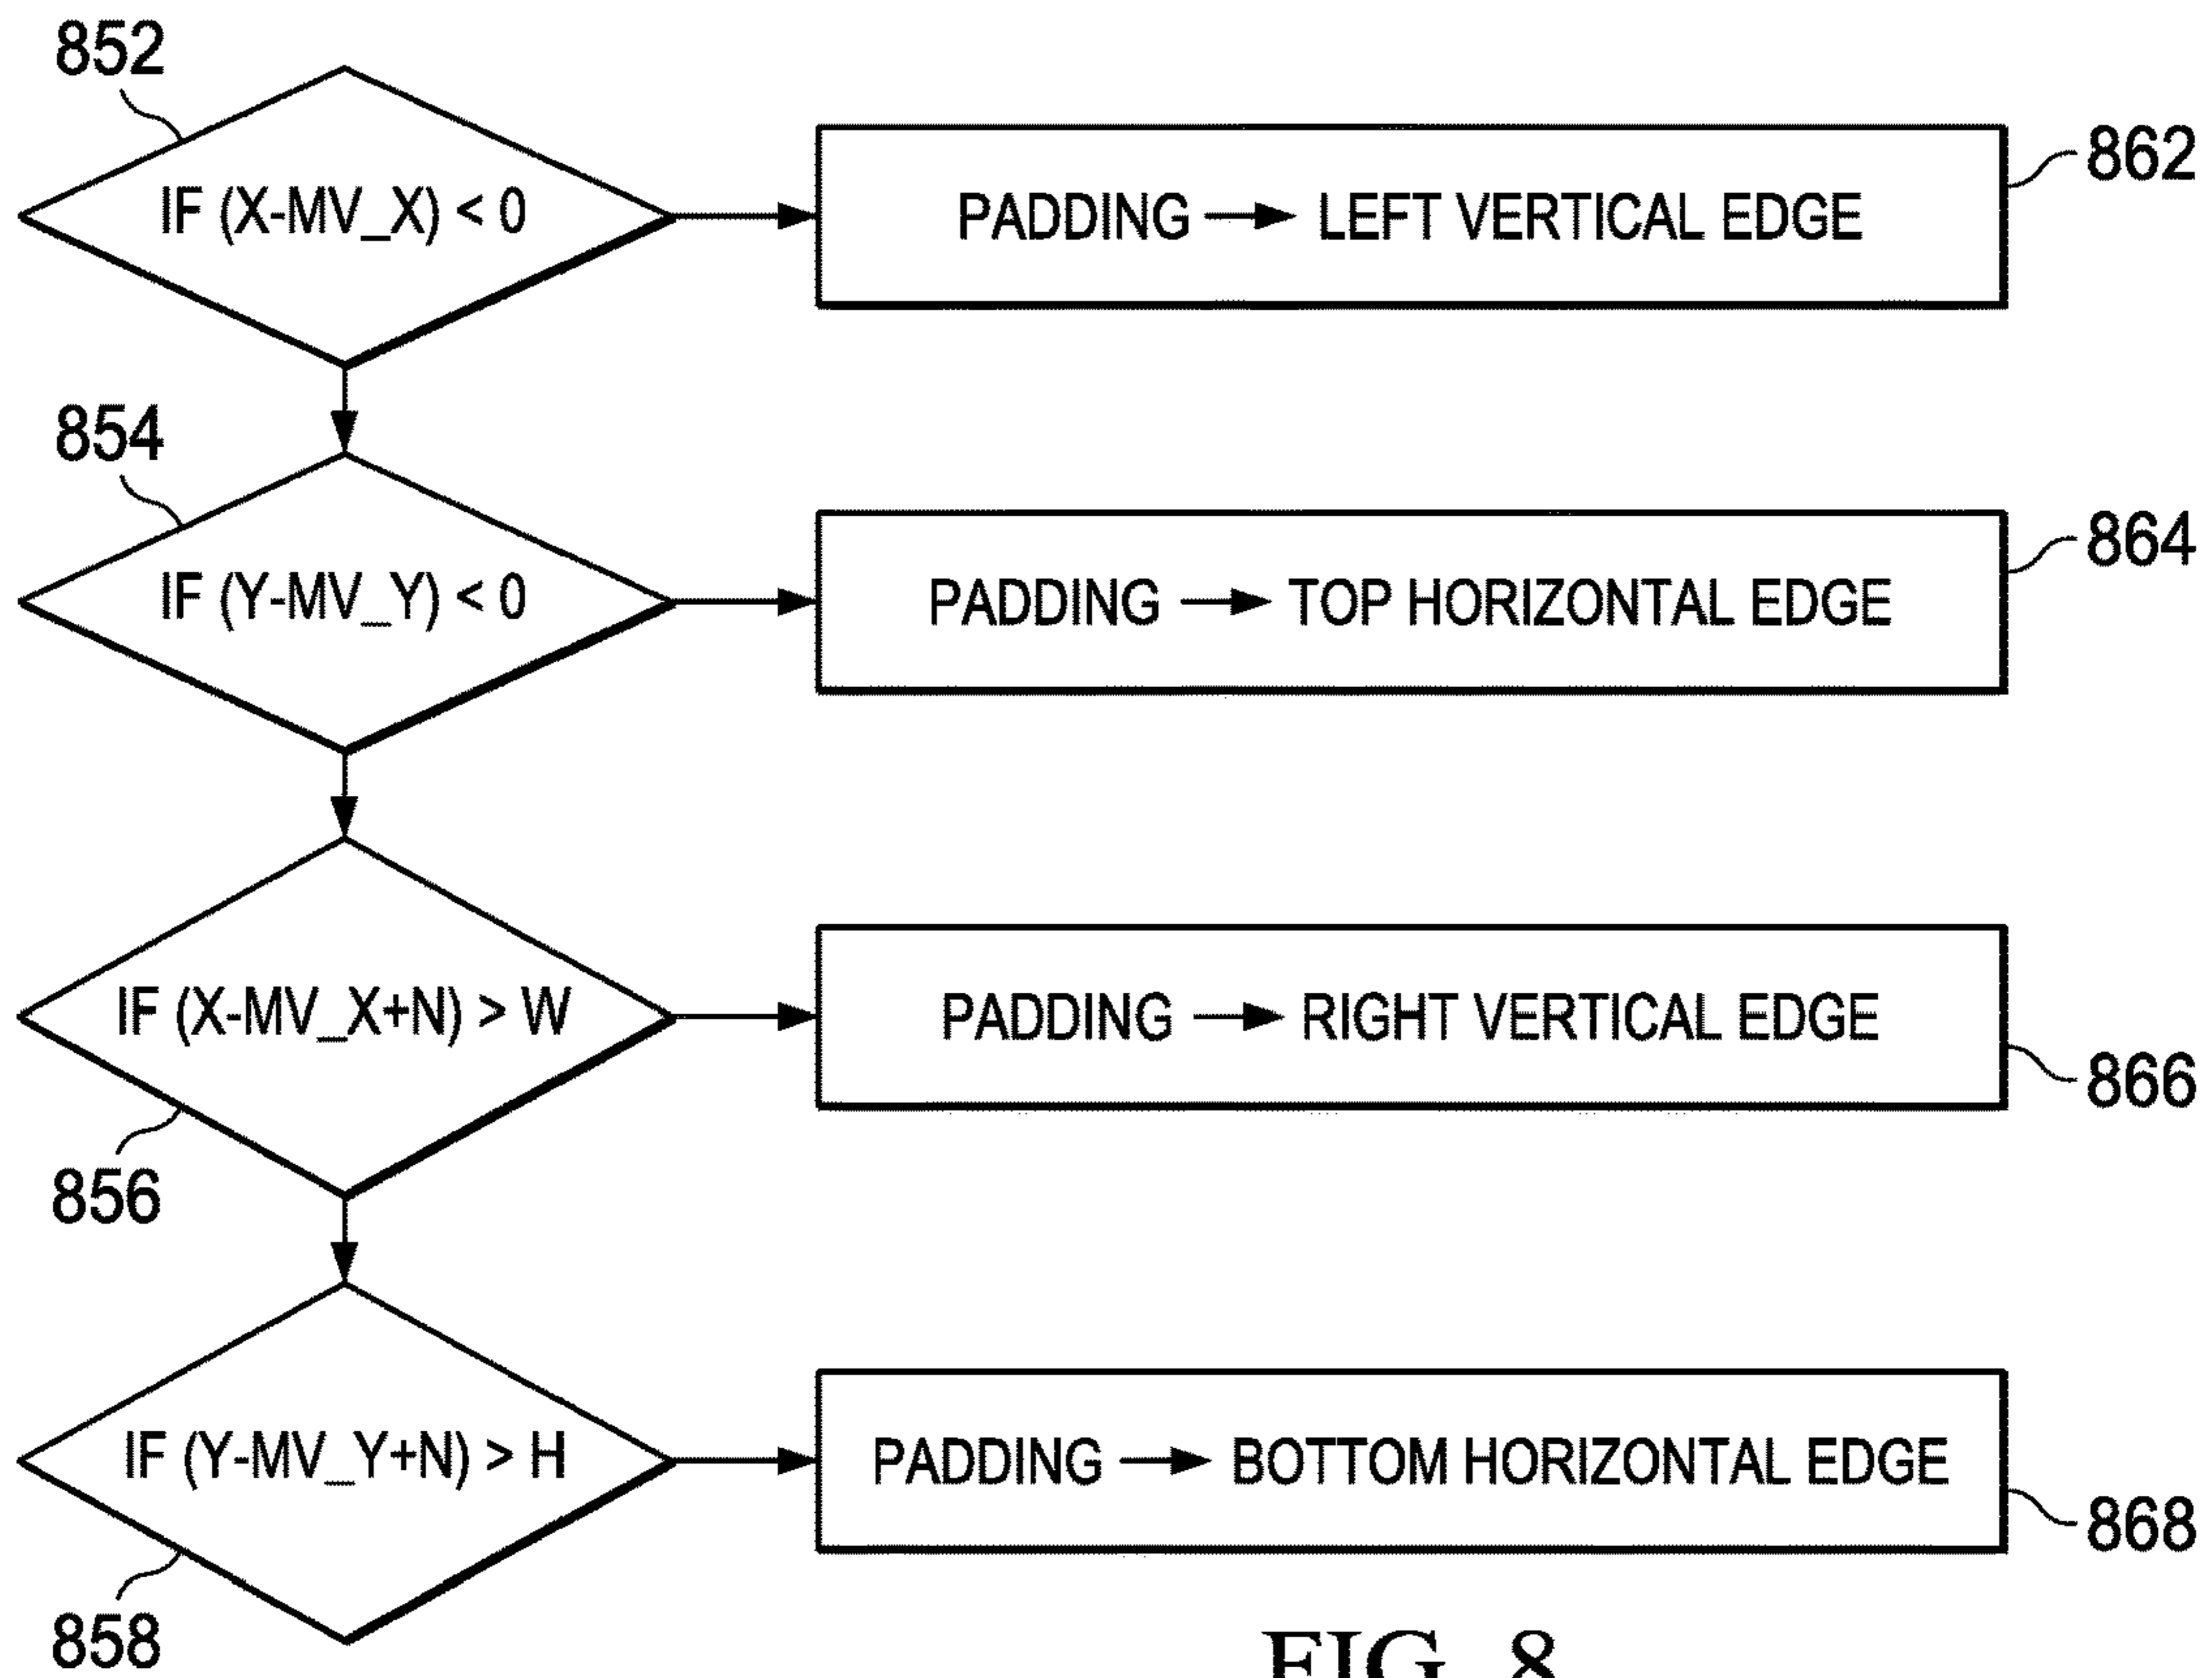 852
IF (X-MV_X) < 0
PADDING → LEFT VERTICAL EDGE
862
854
IF (Y-MV_Y) < 0
PADDING → TOP HORIZONTAL EDGE
864
IF (X-MV_X+N) > W
PADDING → RIGHT VERTICAL EDGE
866
856
IF (Y-MV_Y+N) > H
PADDING → BOTTOM HORIZONTAL EDGE
868
858
FIG. 8